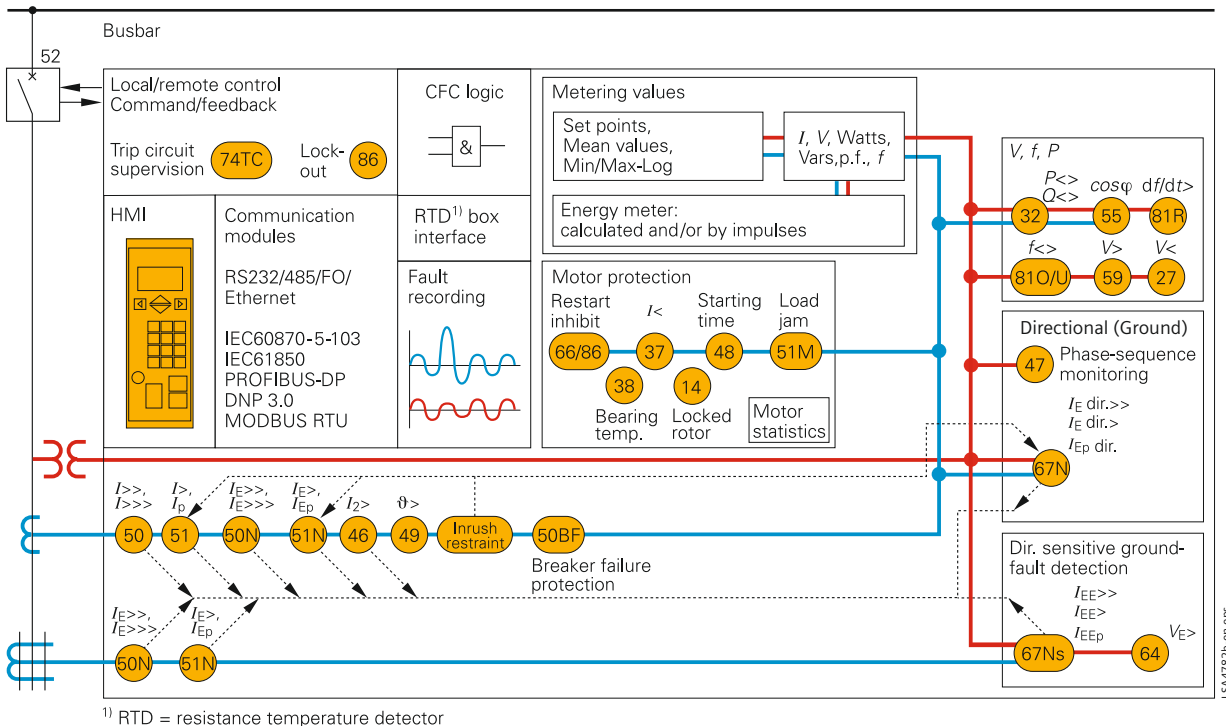 Busbar
52
Local/remote control
Command/feedback
Trip circuit
supervision
74TC
Lock-
out
86
CFC logic
&
Metering values
Set points,
Mean values,
Min/Max-Log
I, V, Watts,
Vars,p.f., f
Energy meter:
calculated and/or by impulses
V, f, P
P<>
Q<>
cosφ
df/dt>
32
55
81R
f<>
V>
V<
81O/U
59
27
HMI
Communication
modules
RS232/485/FO/
Ethernet
IEC60870-5-103
IEC61850
PROFIBUS-DP
DNP 3.0
MODBUS RTU
RTD1) box
interface
Fault
recording
Motor protection
Restart
inhibit
I<
Starting
time
Load
jam
66/86
37
48
51M
38
14
Bearing
temp.
Locked
rotor
Motor
statistics
Directional (Ground)
47
Phase-sequence
monitoring
IE dir.>>
IE dir.>
IEp dir.
67N
I>>,
I>>>
I>,
Ip
IE>>,
IE>>>
IE>,
IEp
I2>
ϑ>
50
51
50N
51N
46
49
Inrush
restraint
50BF
Breaker failure
protection
Dir. sensitive ground-
fault detection
IEE>>
IEE>
IEEp
VE>
67Ns
64
IE>>,
IE>>>
IE>,
IEp
50N
51N
LSA4782b-en.eps
1) RTD = resistance temperature detector